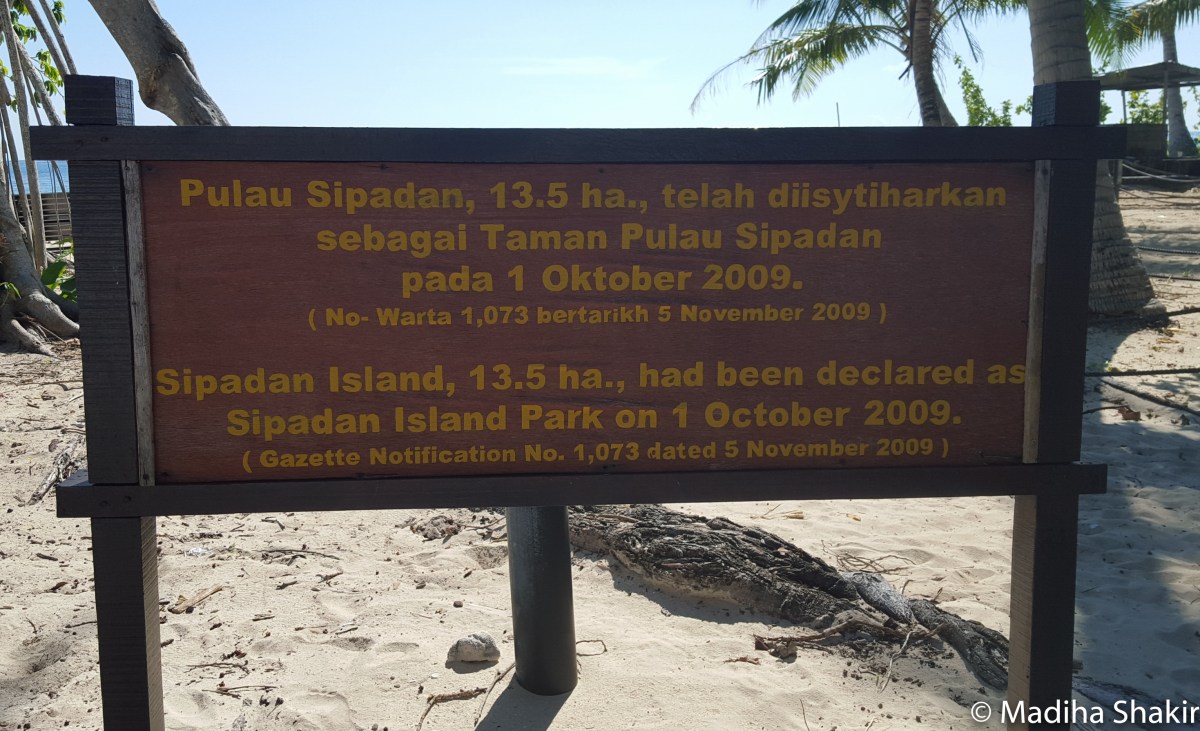 Pulau Sipadan, 13.5 ha., telah diisytiharkan
sebagai Taman Pulau Sipadan
pada 1 Oktober 2009.
( No- Warta 1,073 bertarikh 5 November 2009 )
Sipadan Island, 13.5 ha., had been declared as
Sipadan Island Park on 1 October 2009.
( Gazette Notification No. 1,073 dated 5 November 2009 )
© Madiha Shakir